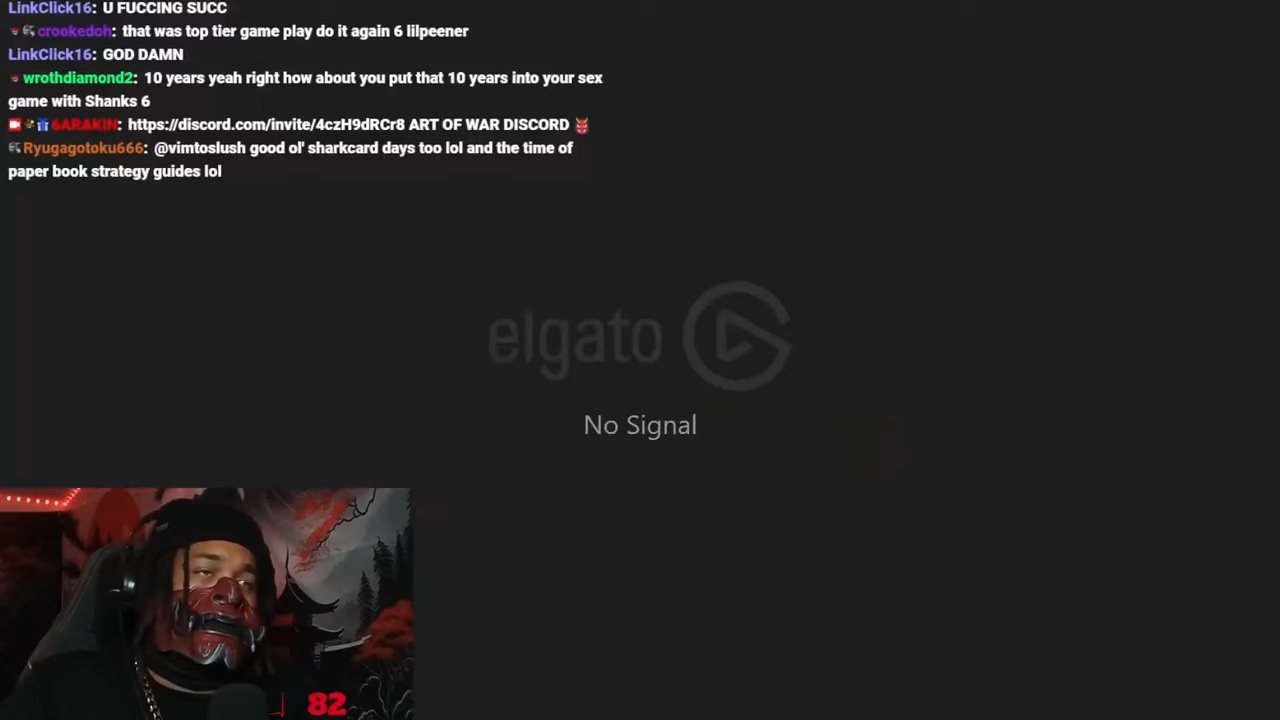 LinkClick16: U FUCCING SUCC
crookedoh: that was top tier game play do it again 6 lilpeener
LinkClick16: GOD DAMN
wrothdiamond2: 10 years yeah right how about you put that 10 years into your sex
game with Shanks 6
6ARAKIN: https://discord.com/invite/4czH9dRCr8 ART OF WAR DISCORD 👹
Ryugagotoku666: @vimtoslush good ol' sharkcard days too lol and the time of
paper book strategy guides lol
elgato
No Signal
82